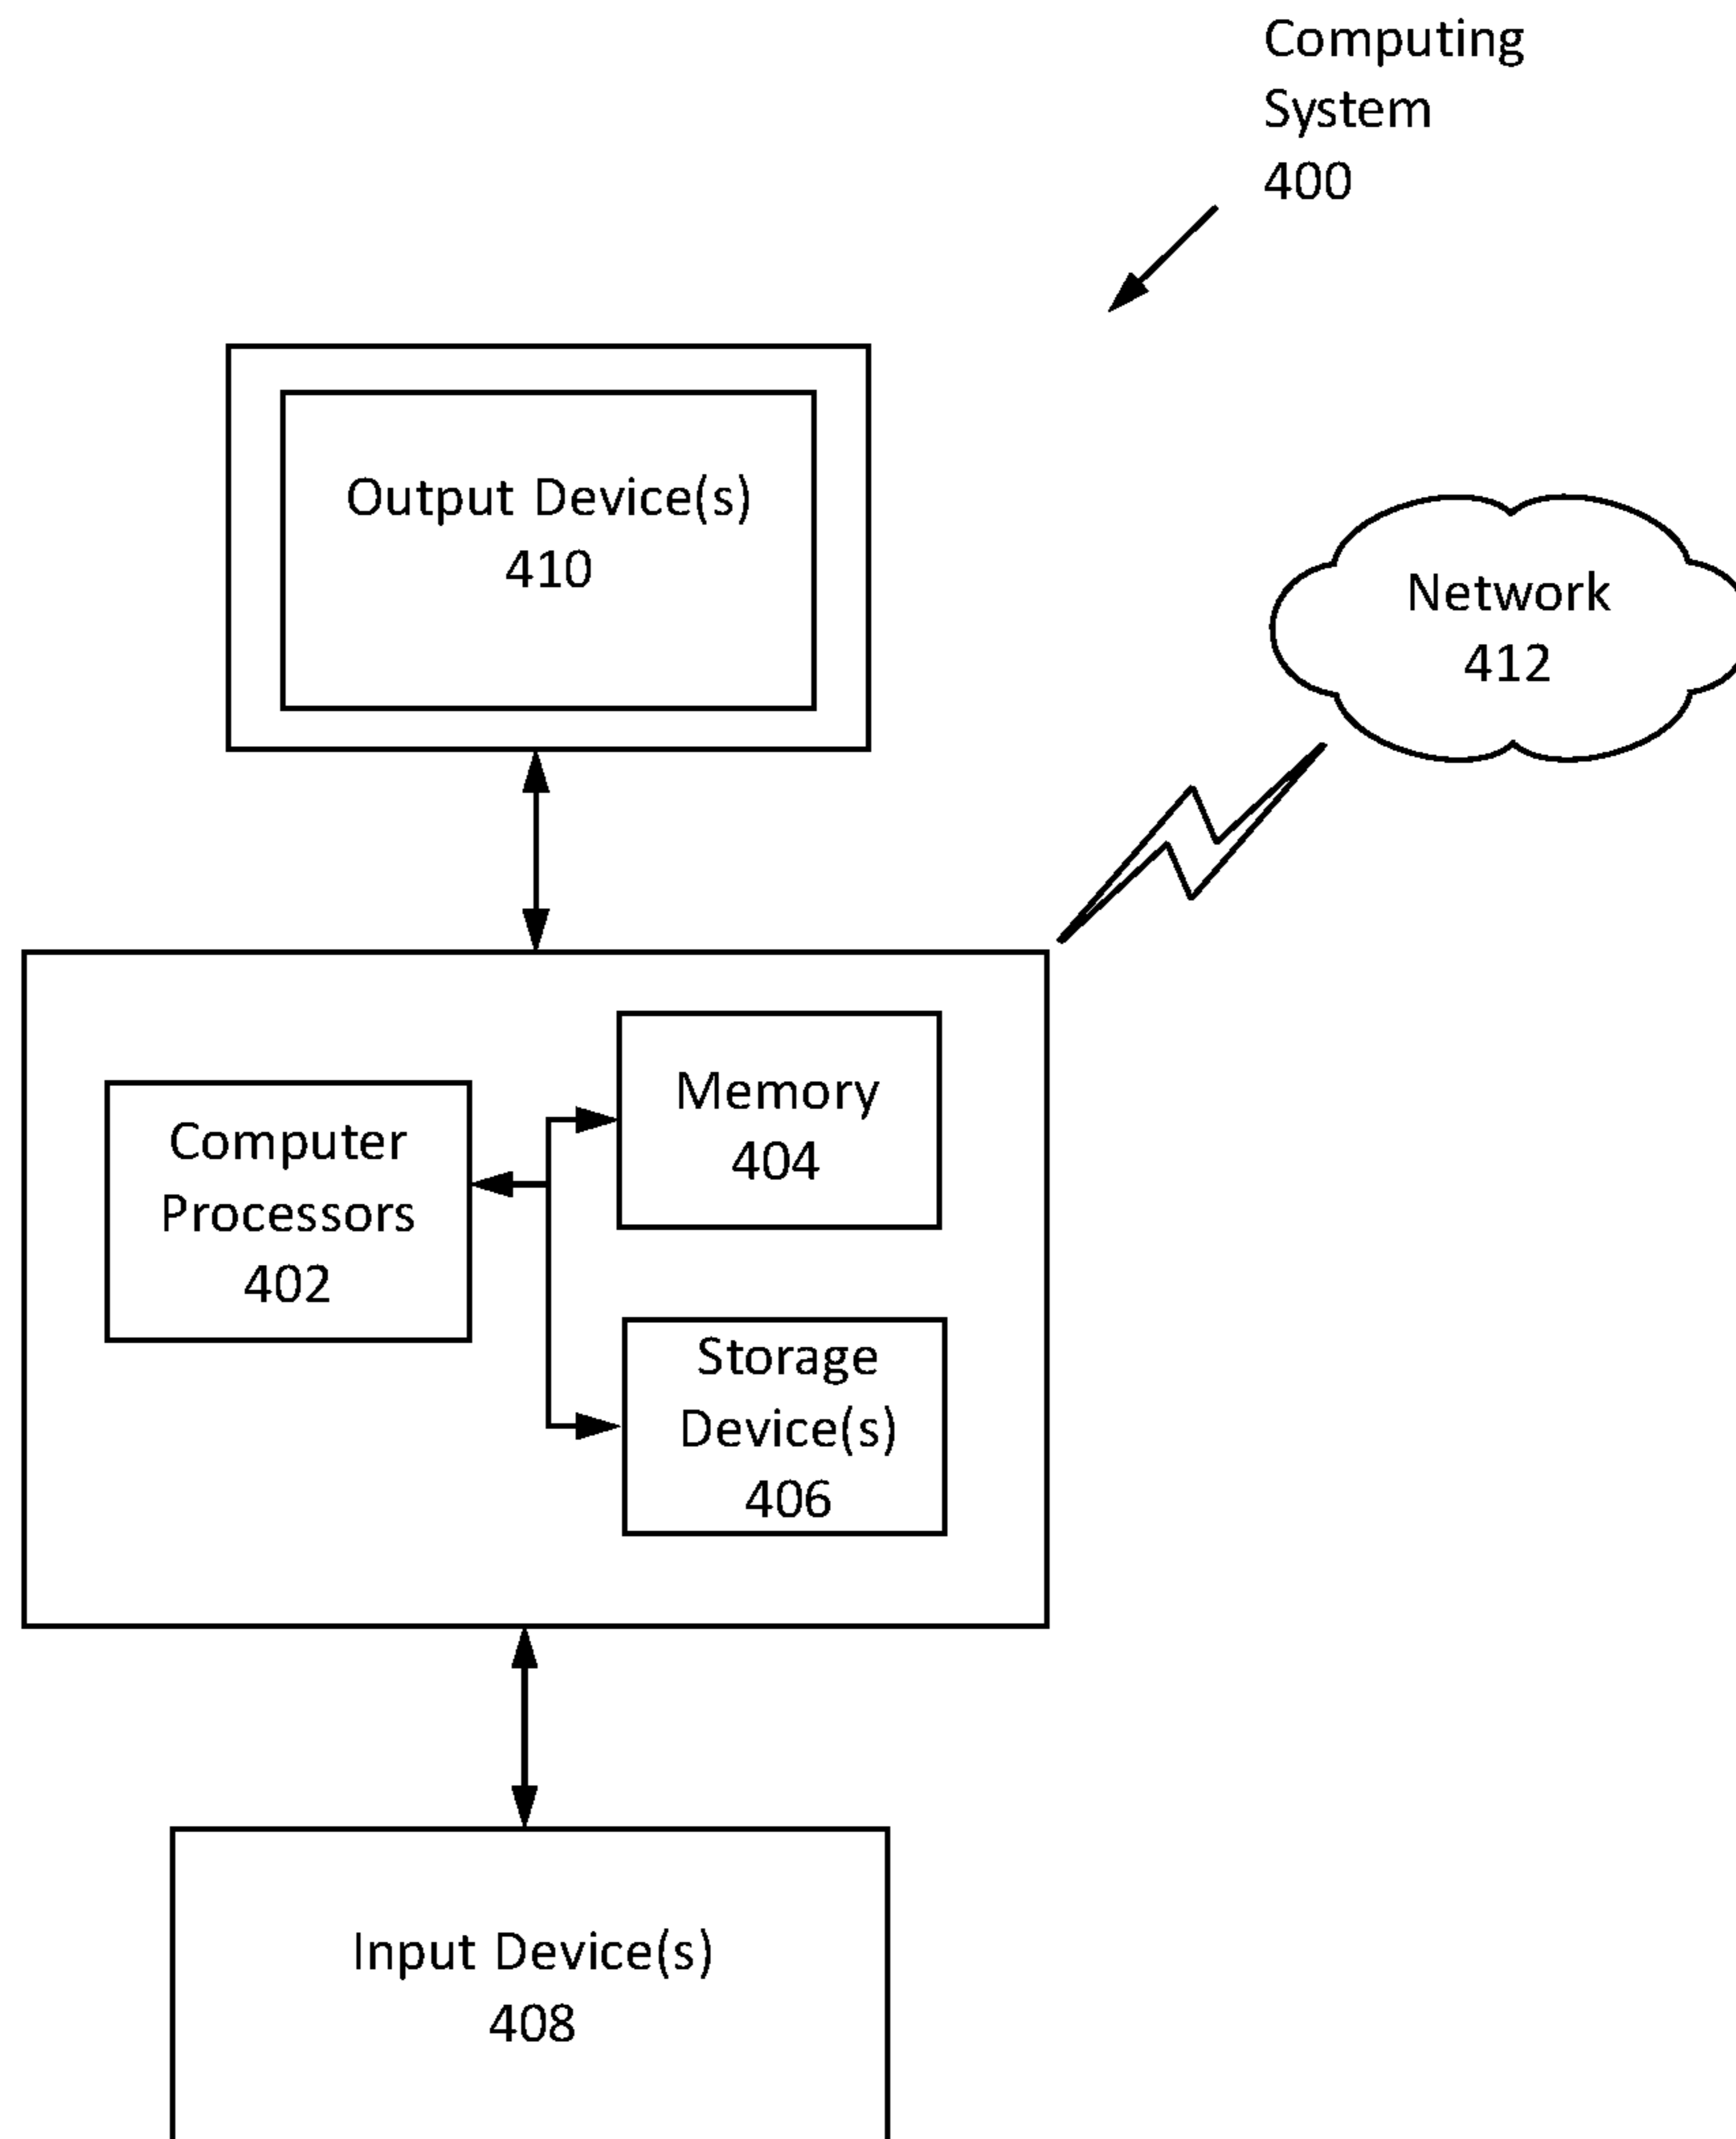 Computing
System
400
Output Device(s)
410
Network
412
Memory
404
Computer
Processors
402
Storage
Device(s)
406
Input Device(s)
408